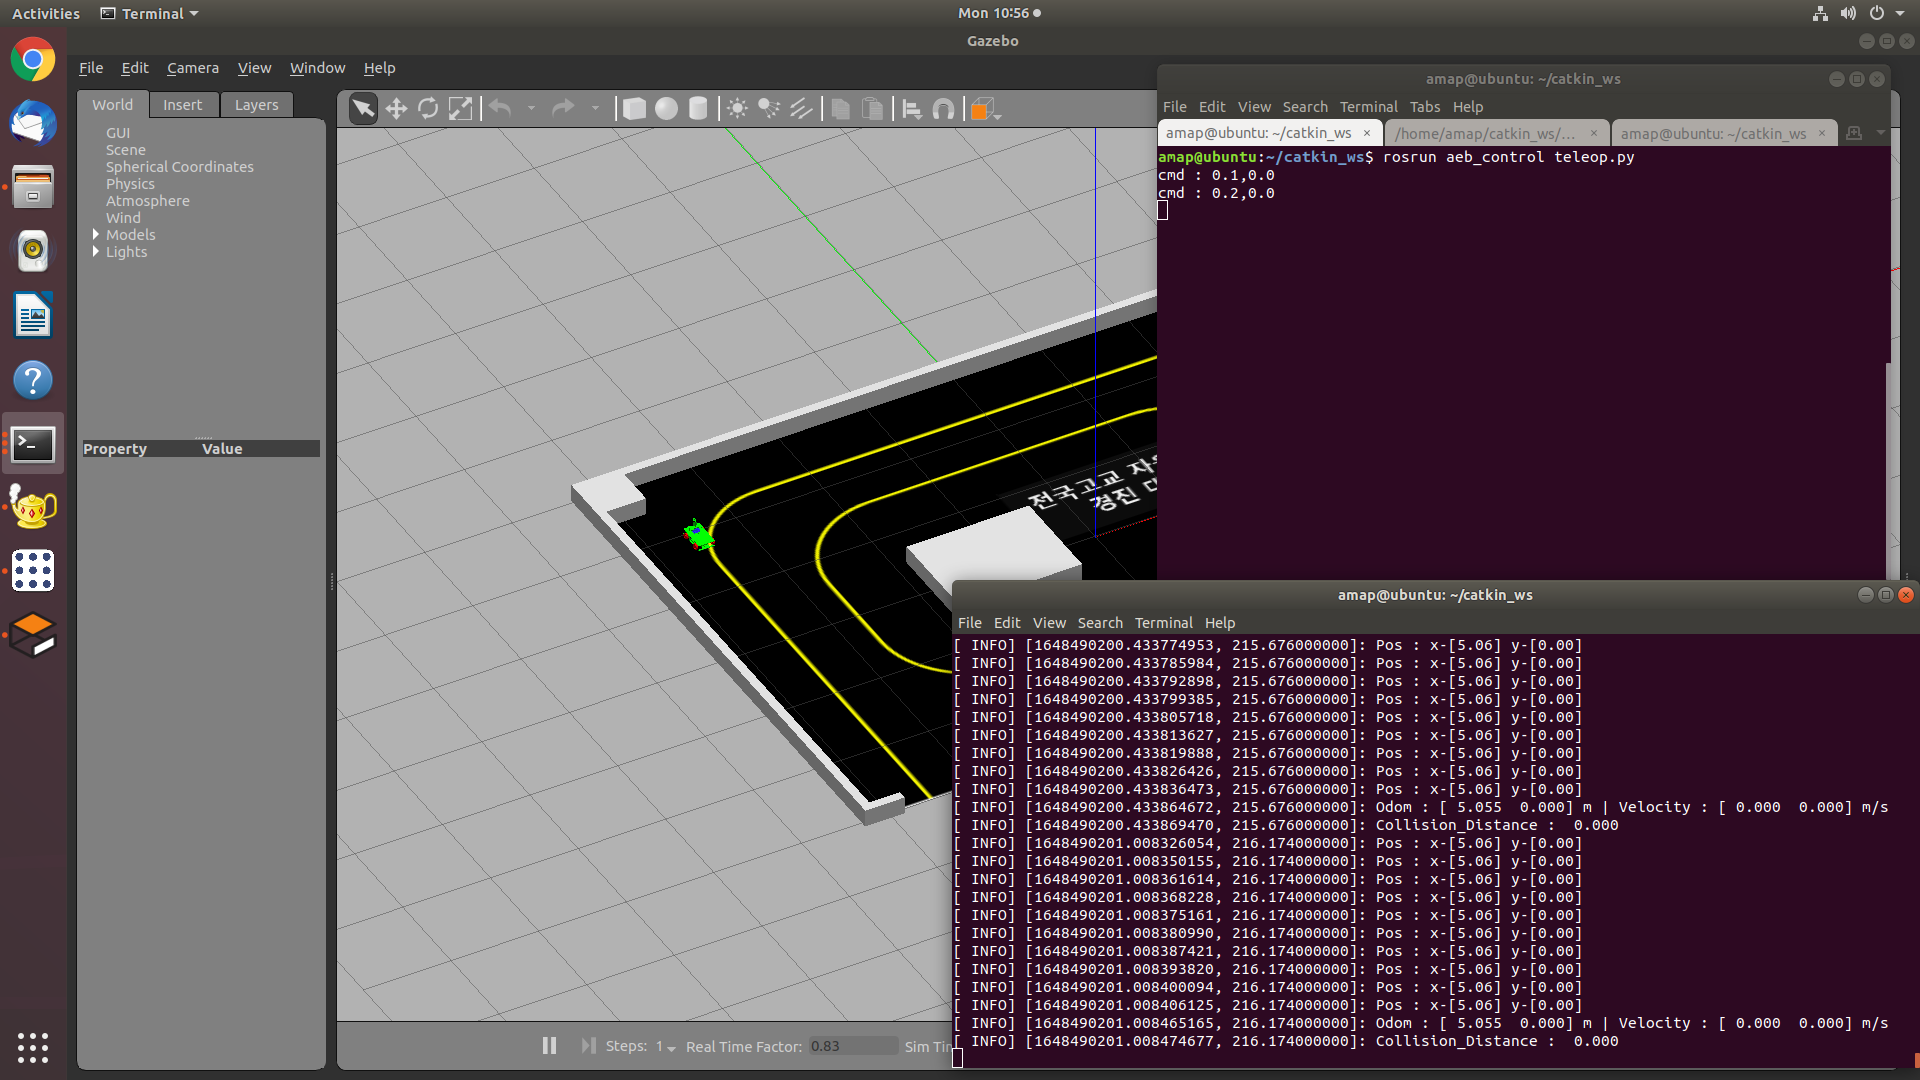 Activities
Terminal
Mon 10:56
Gazebo
File Edit Camera View Window Help
World Insert Layers
GUI
Scene
Spherical Coordinates
Physics
Atmosphere
Wind
Models
Lights
Property Value
전국고교
경진
Steps: 1 Real Time Factor: 0.83
amap@ubuntu: ~/catkin_ws
File Edit View Search Terminal Tabs Help
amap@ubuntu: ~/catkin_ws × /home/amap/catkin_ws/... × amap@ubuntu: ~/catkin_ws ×
amap@ubuntu:~/catkin_ws$ rosrun aeb_control teleop.py
cmd : 0.1,0.0
cmd : 0.2,0.0
amap@ubuntu: ~/catkin_ws
File Edit View Search Terminal Help
[ INFO] [1648490200.433774953, 215.676000000]: Pos : x-[5.06] y-[0.00]
[ INFO] [1648490200.433785984, 215.676000000]: Pos : x-[5.06] y-[0.00]
[ INFO] [1648490200.433792898, 215.676000000]: Pos : x-[5.06] y-[0.00]
[ INFO] [1648490200.433799385, 215.676000000]: Pos : x-[5.06] y-[0.00]
[ INFO] [1648490200.433805718, 215.676000000]: Pos : x-[5.06] y-[0.00]
[ INFO] [1648490200.433813627, 215.676000000]: Pos : x-[5.06] y-[0.00]
[ INFO] [1648490200.433819888, 215.676000000]: Pos : x-[5.06] y-[0.00]
[ INFO] [1648490200.433826426, 215.676000000]: Pos : x-[5.06] y-[0.00]
[ INFO] [1648490200.433836473, 215.676000000]: Pos : x-[5.06] y-[0.00]
[ INFO] [1648490200.433864672, 215.676000000]: Odom : [ 5.055  0.000] m | Velocity : [ 0.000  0.000] m/s
[ INFO] [1648490200.433869470, 215.676000000]: Collision_Distance :  0.000
[ INFO] [1648490201.008326054, 216.174000000]: Pos : x-[5.06] y-[0.00]
[ INFO] [1648490201.008350155, 216.174000000]: Pos : x-[5.06] y-[0.00]
[ INFO] [1648490201.008361614, 216.174000000]: Pos : x-[5.06] y-[0.00]
[ INFO] [1648490201.008368228, 216.174000000]: Pos : x-[5.06] y-[0.00]
[ INFO] [1648490201.008375161, 216.174000000]: Pos : x-[5.06] y-[0.00]
[ INFO] [1648490201.008380990, 216.174000000]: Pos : x-[5.06] y-[0.00]
[ INFO] [1648490201.008387421, 216.174000000]: Pos : x-[5.06] y-[0.00]
[ INFO] [1648490201.008393820, 216.174000000]: Pos : x-[5.06] y-[0.00]
[ INFO] [1648490201.008400094, 216.174000000]: Pos : x-[5.06] y-[0.00]
[ INFO] [1648490201.008406125, 216.174000000]: Pos : x-[5.06] y-[0.00]
[ INFO] [1648490201.008465165, 216.174000000]: Odom : [ 5.055  0.000] m | Velocity : [ 0.000  0.000] m/s
[ INFO] [1648490201.008474677, 216.174000000]: Collision_Distance :  0.000